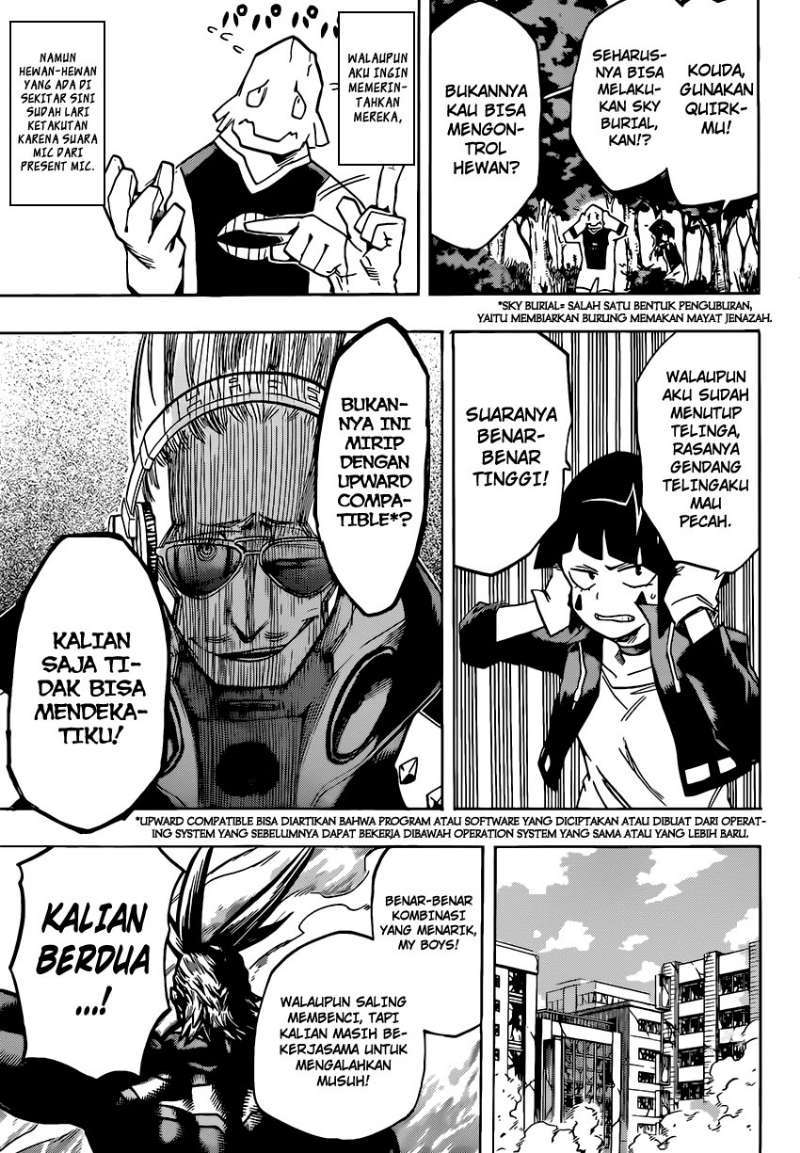 KOUDA,
GUNAKAN
QUIRK-
MU!
SEHARUS-
NYA BISA
MELAKU-
KAN SKY
BURIAL,
KAN!?
BUKANNYA
KAU BISA
MENGON-
TROL
HEWAN?
WALAUPUN
AKU INGIN
MEMERIN-
TAHKAN
MEREKA,
NAMUN
HEWAN-HEWAN
YANG ADA DI
SEKITAR SINI
SUDAH LARI
KETAKUTAN
KARENA SUARA
MIC DARI
PRESENT MIC.
*SKY BURIAL= SALAH SATU BENTUK PENGUBURAN,
YAITU MEMBIARKAN BURUNG MEMAKAN MAYAT JENAZAH.
WALAUPUN
AKU SUDAH
MENUTUP
TELINGA,
RASANYA
GENDANG
TELINGAKU
MAU
PECAH.
SUARANYA
BENAR-
BENAR
TINGGI!
BUKAN-
NYA INI
MIRIP
DENGAN
UPWARD
COMPA-
TIBLE*?
KALIAN
SAJA TI-
DAK BISA
MENDEKA-
TIKU!
*UPWARD COMPATIBLE BISA DIARTIKAN BAHWA PROGRAM ATAU SOFTWARE YANG DICIPTAKAN ATAU DIBUAT DARI OPERAT-
ING SYSTEM YANG SEBELUMNYA DAPAT BEKERJA DIBAWAH OPERATION SYSTEM YANG SAMA ATAU YANG LEBIH BARU.
BENAR-BENAR
KOMBINASI
YANG MENARIK,
MY BOYS!
WALAUPUN SALING
MEMBENCI, TAPI
KALIAN MASIH BE-
KERJASAMA UNTUK
MENGALAHKAN
MUSUH!
KALIAN
BERDUA
...!